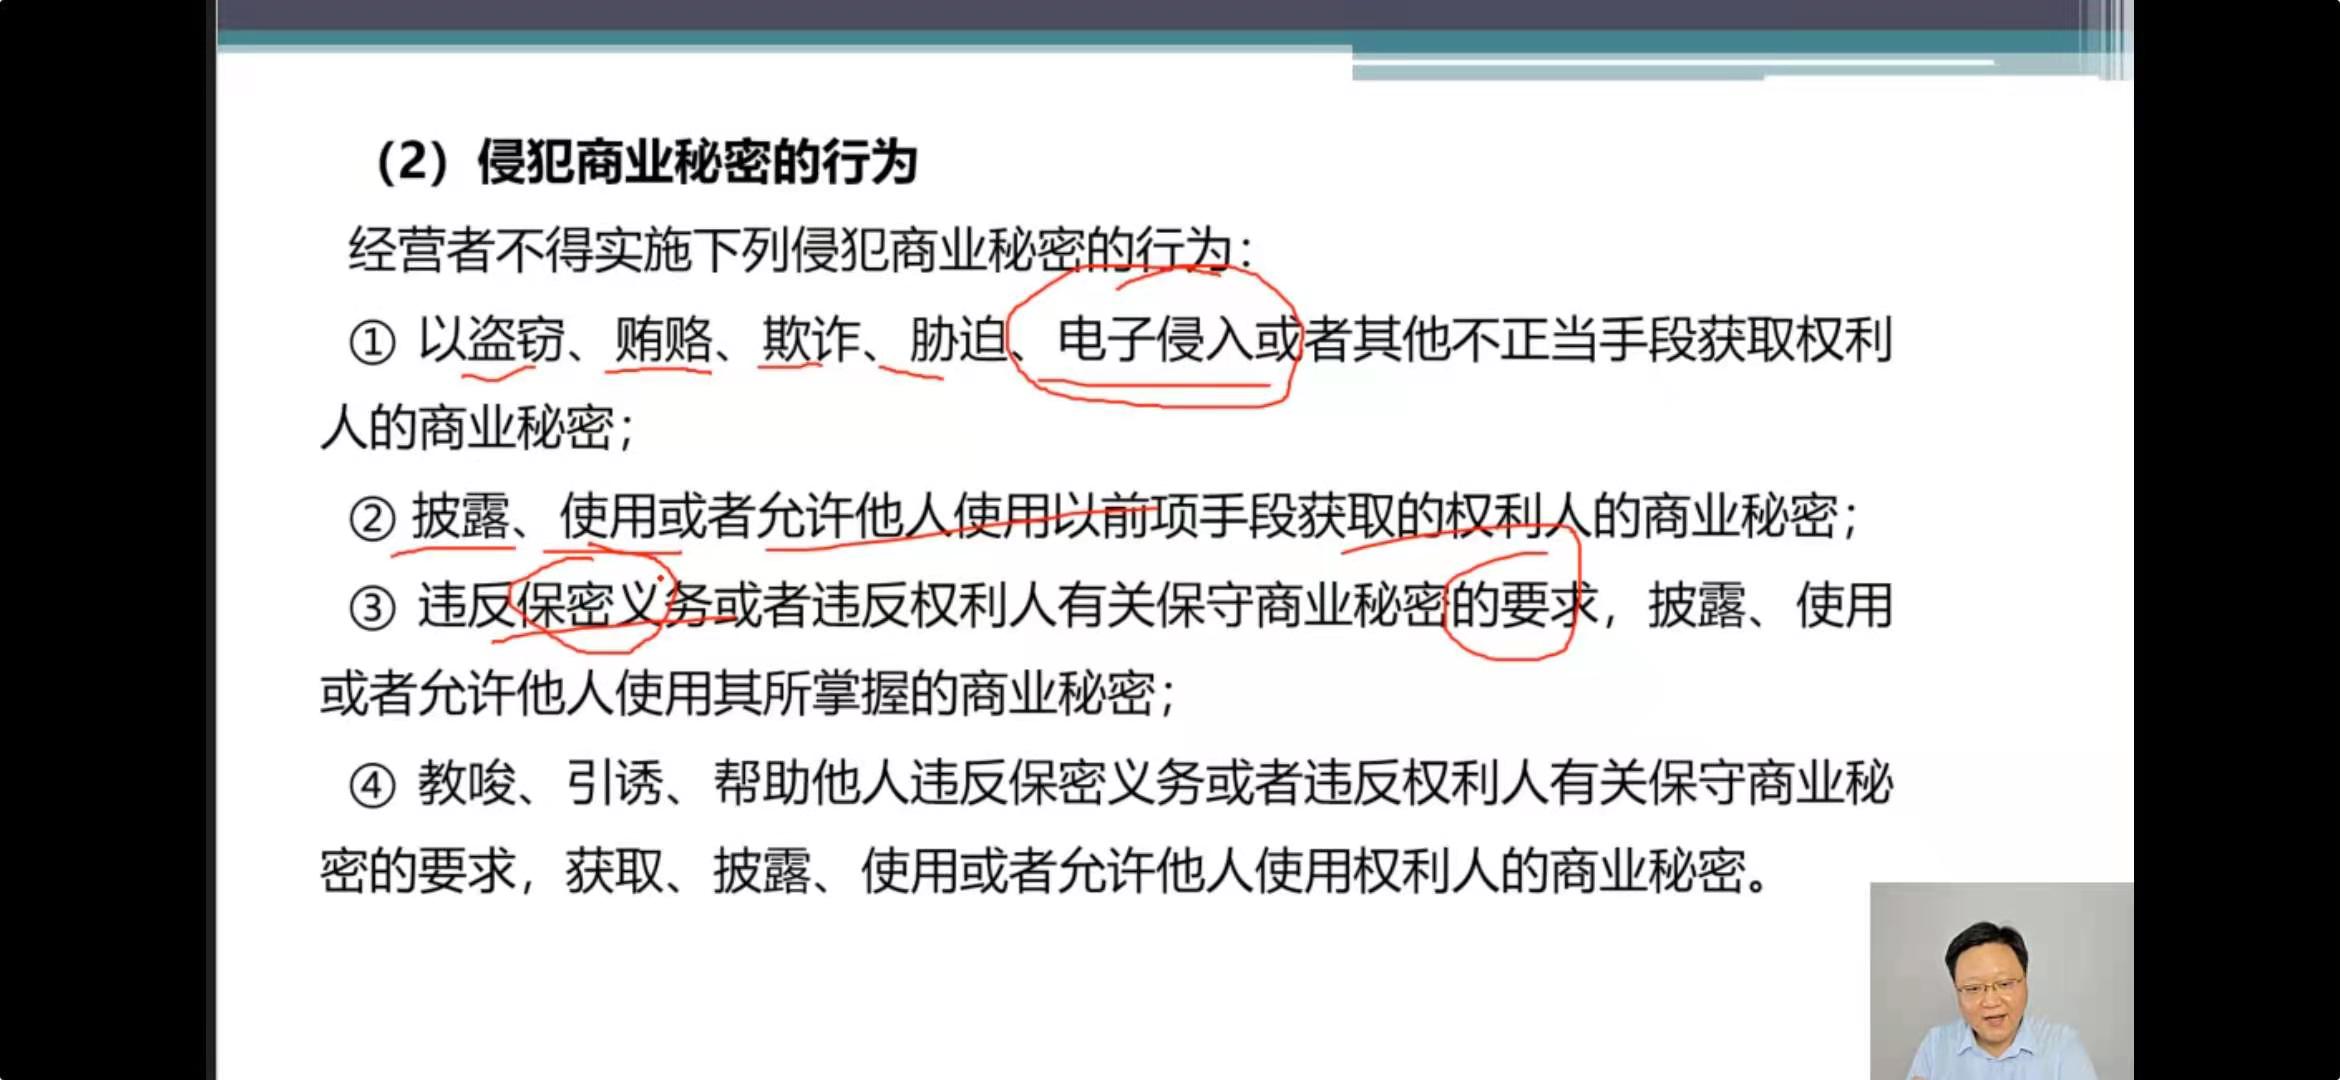 （2）侵犯商业秘密的行为
经营者不得实施下列侵犯商业秘密的行为：
① 以盗窃、贿赂、欺诈、胁迫、电子侵入或者其他不正当手段获取权利
人的商业秘密；
② 披露、使用或者允许他人使用以前项手段获取的权利人的商业秘密；
③ 违反保密义务或者违反权利人有关保守商业秘密的要求，披露、使用
或者允许他人使用其所掌握的商业秘密；
④ 教唆、引诱、帮助他人违反保密义务或者违反权利人有关保守商业秘
密的要求，获取、披露、使用或者允许他人使用权利人的商业秘密。